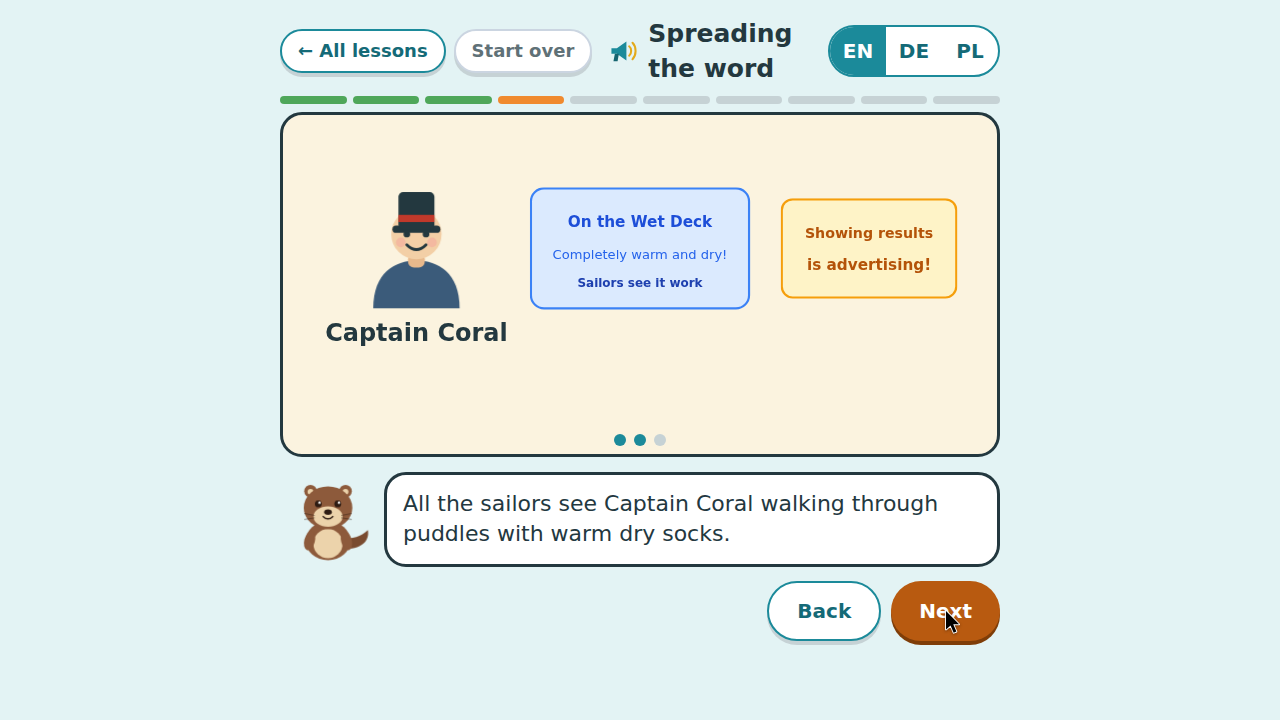 ← All lessons
Start over
Spreading
the word
EN DE PL
On the Wet Deck
Completely warm and dry!
Sailors see it work
Showing results
is advertising!
Captain Coral
All the sailors see Captain Coral walking through
puddles with warm dry socks.
Back
Next